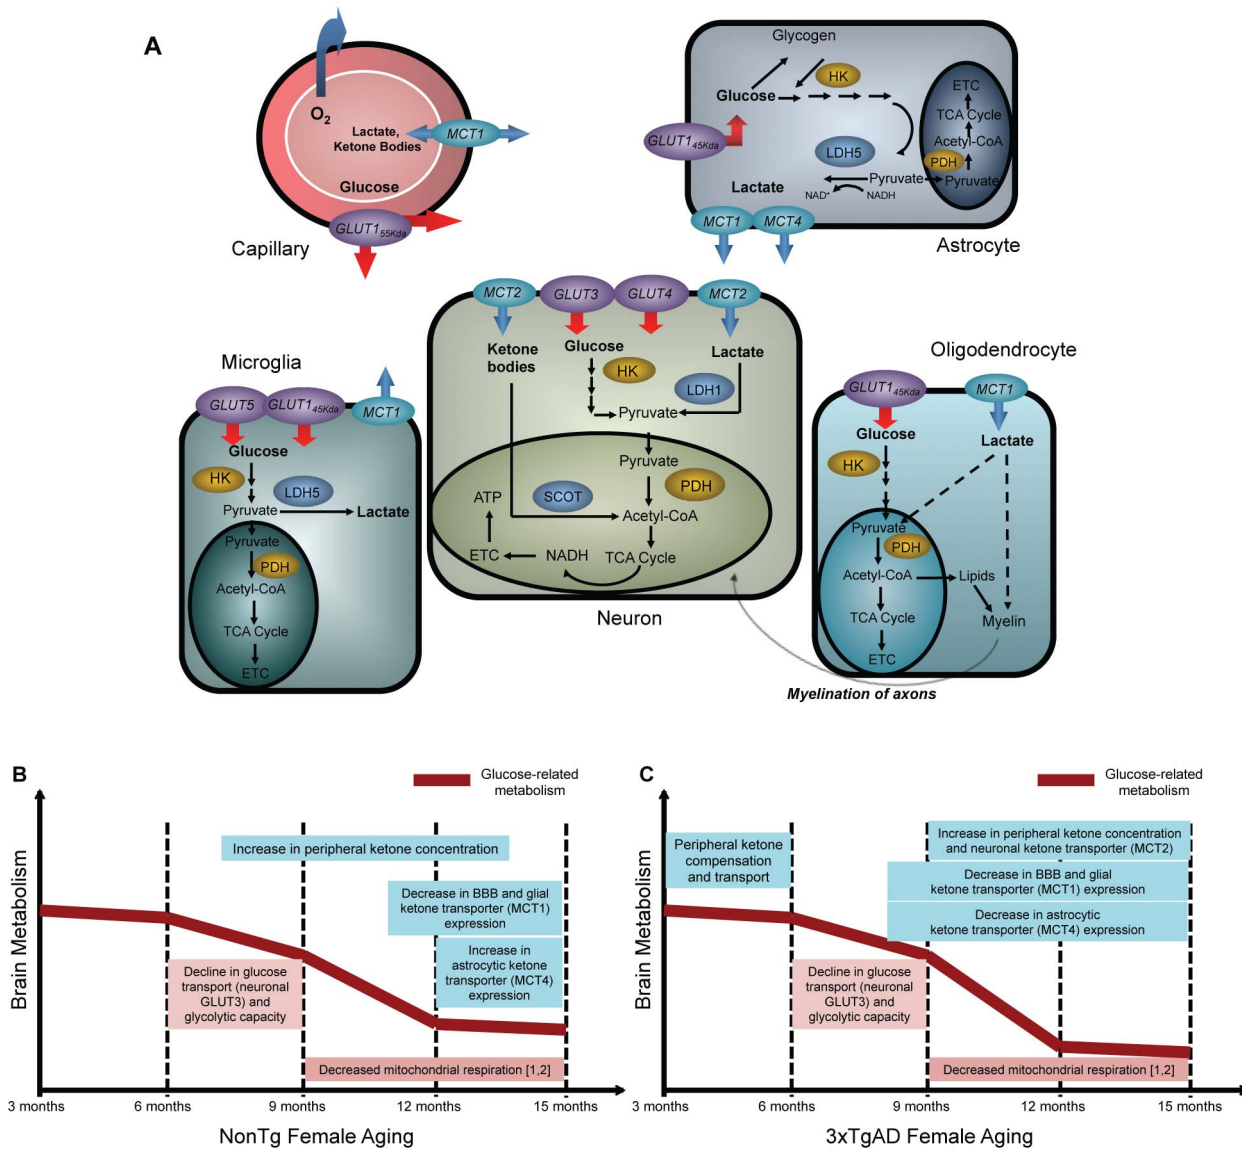 A
O2
Lactate,
Ketone Bodies
MCT1
Glucose
GLUT1 55Kda
Capillary
Glycogen
HK
Glucose
ETC
TCA Cycle
Acetyl-CoA
PDH
Pyruvate
GLUT1 45Kda
LDH5
Pyruvate
Lactate
NAD+
NADH
MCT1
MCT4
Astrocyte
MCT2
GLUT3
GLUT4
MCT2
Ketone
bodies
Glucose
HK
Lactate
LDH1
Pyruvate
Pyruvate
PDH
ATP
SCOT
Acetyl-CoA
ETC
NADH
TCA Cycle
Neuron
Microglia
GLUT5
GLUT1 45Kda
MCT1
Glucose
HK
LDH5
Pyruvate
Lactate
Pyruvate
PDH
Acetyl-CoA
TCA Cycle
ETC
Oligodendrocyte
GLUT1 45Kda
MCT1
Glucose
Lactate
HK
Pyruvate
PDH
Acetyl-CoA
Lipids
TCA Cycle
Myelin
ETC
Myelination of axons
B
Glucose-related
metabolism
Brain Metabolism
Increase in peripheral ketone concentration
Decrease in BBB and glial
ketone transporter (MCT1)
expression
Increase in
astrocytic ketone
transporter (MCT4)
expression
Decline in glucose
transport (neuronal
GLUT3) and
glycolytic capacity
Decreased mitochondrial respiration [1,2]
3 months
6 months
9 months
12 months
15 months
NonTg Female Aging
C
Glucose-related
metabolism
Brain Metabolism
Peripheral ketone
compensation
and transport
Increase in peripheral ketone concentration
and neuronal ketone transporter (MCT2)
Decrease in BBB and glial
ketone transporter (MCT1) expression
Decrease in astrocytic
ketone transporter (MCT4) expression
Decline in glucose
transport (neuronal
GLUT3) and
glycolytic capacity
Decreased mitochondrial respiration [1,2]
3 months
6 months
9 months
12 months
15 months
3xTgAD Female Aging